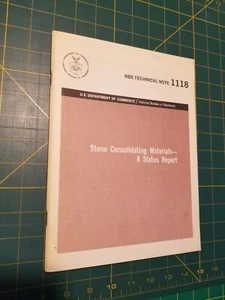 NBS TECHNICAL NOTE 1118
U.S. DEPARTMENT OF COMMERCE / National Bureau of Standards
Stone Consolidating Materials—
A Status Report